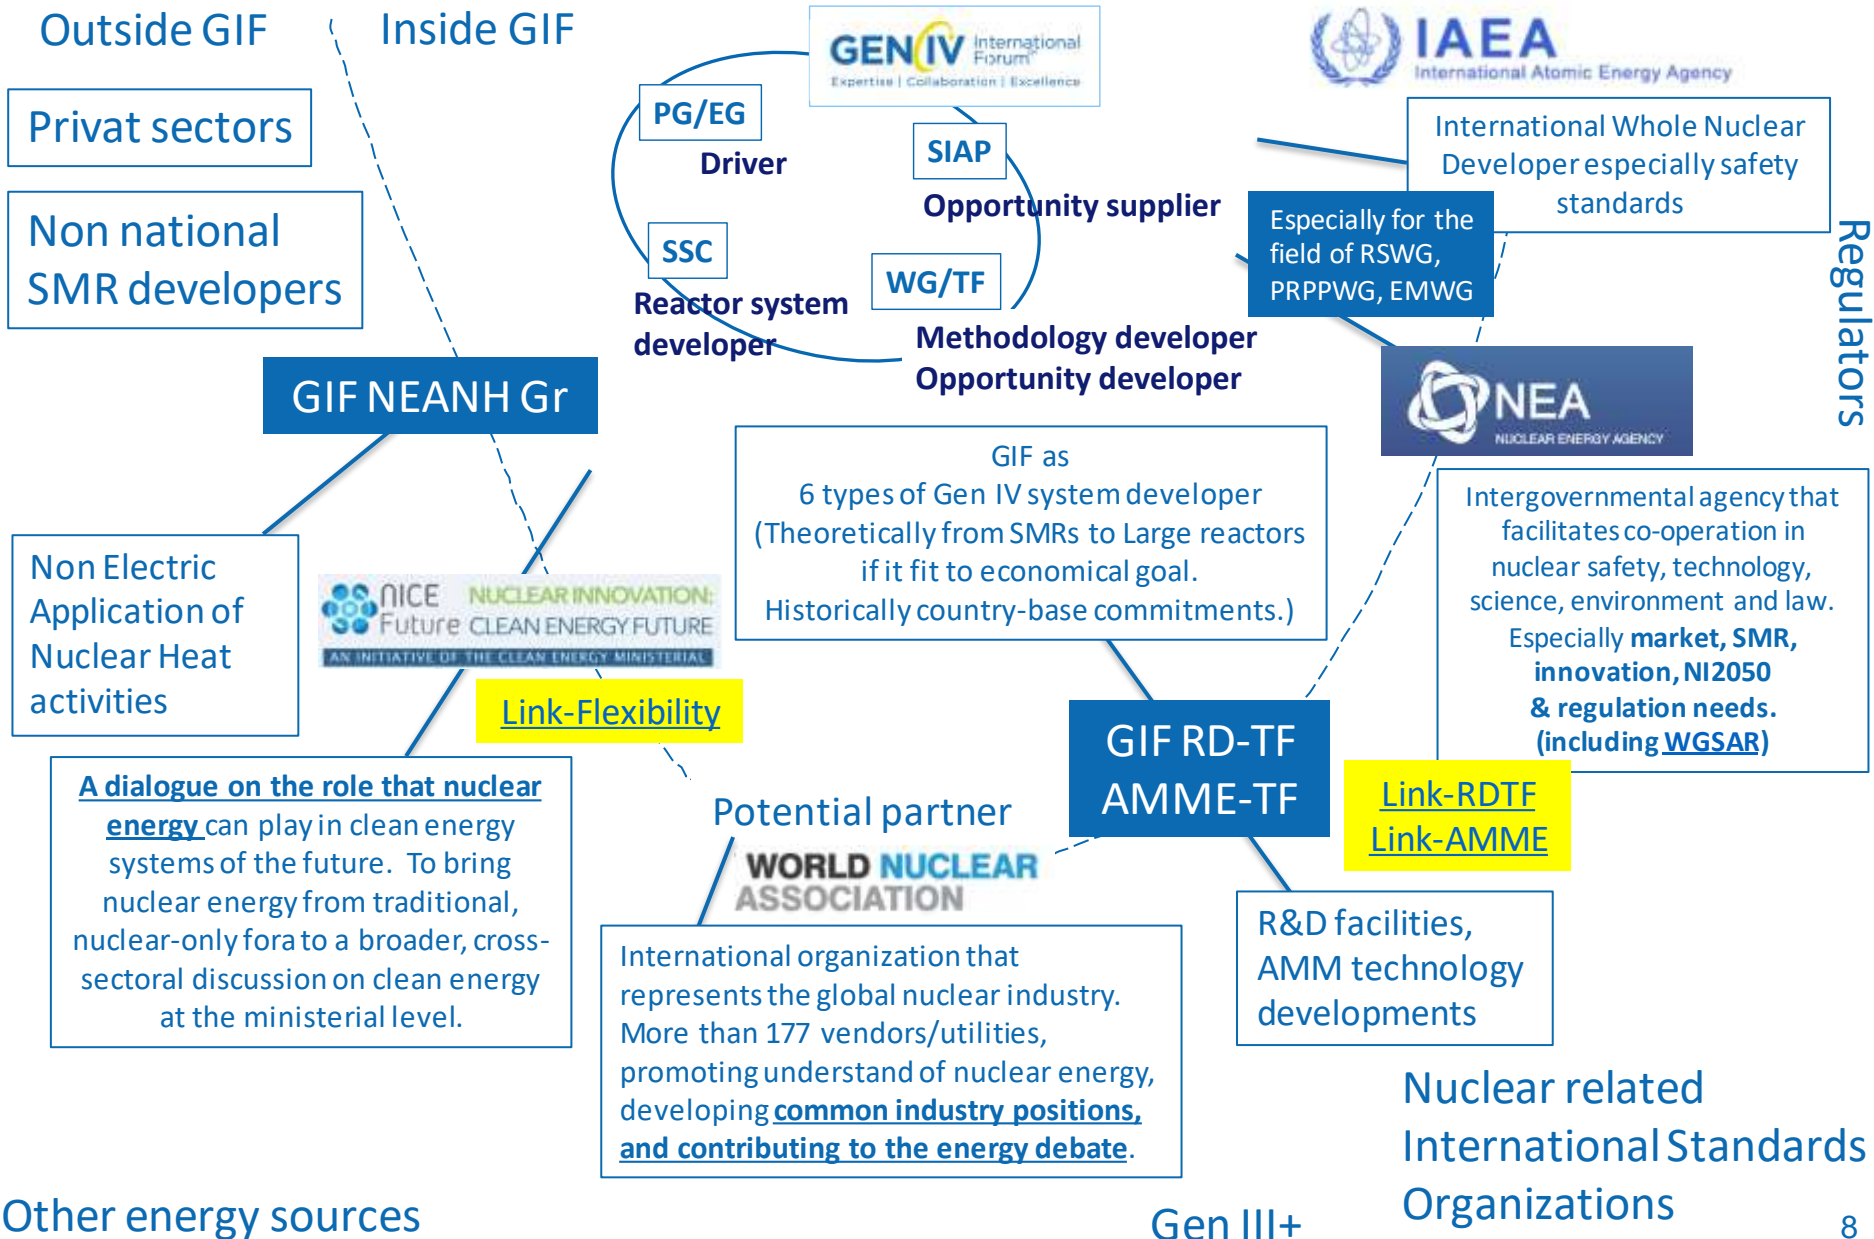 Outside GIF
Inside GIF
GENIV International
Forum
Expertise | Collaboration | Excellence
IAEA
International Atomic Energy Agency
Privat sectors
Non national
SMR developers
PG/EG
Driver
SIAP
Opportunity supplier
SSC
Reactor system
developer
WG/TF
Methodology developer
Opportunity developer
International Whole Nuclear
Developer especially safety
standards
Especially for the
field of RSWG,
PRPPWG, EMWG
Regulators
GIF NEANH Gr
NEA
NUCLEAR ENERGY AGENCY
GIF as
6 types of Gen IV system developer
(Theoretically from SMRs to Large reactors
if it fit to economical goal.
Historically country-base commitments.)
Intergovernmental agency that
facilitates co-operation in
nuclear safety, technology,
science, environment and law.
Especially market, SMR,
innovation, NI2050
& regulation needs.
(including WGSAR)
Non Electric
Application of
Nuclear Heat
activities
NICE NUCLEAR INNOVATION:
Future CLEAN ENERGY FUTURE
AN INITIATIVE OF THE CLEAN ENERGY MINISTERIAL
Link-Flexibility
GIF RD-TF
AMME-TF
Link-RDTF
Link-AMME
A dialogue on the role that nuclear
energy can play in clean energy
systems of the future. To bring
nuclear energy from traditional,
nuclear-only fora to a broader, cross-
sectoral discussion on clean energy
at the ministerial level.
Potential partner
WORLD NUCLEAR
ASSOCIATION
International organization that
represents the global nuclear industry.
More than 177 vendors/utilities,
promoting understand of nuclear energy,
developing common industry positions,
and contributing to the energy debate.
R&D facilities,
AMM technology
developments
Nuclear related
International Standards
Organizations
Other energy sources
Gen III+
8